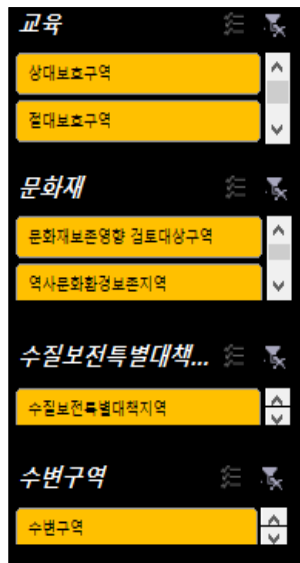 교육
상대보호구역
절대보호구역
문화재
문화재보존영향 검토대상구역
역사문화환경보존지역
수질보전특별대책...
수질보전특별대책지역
수변구역
수변구역